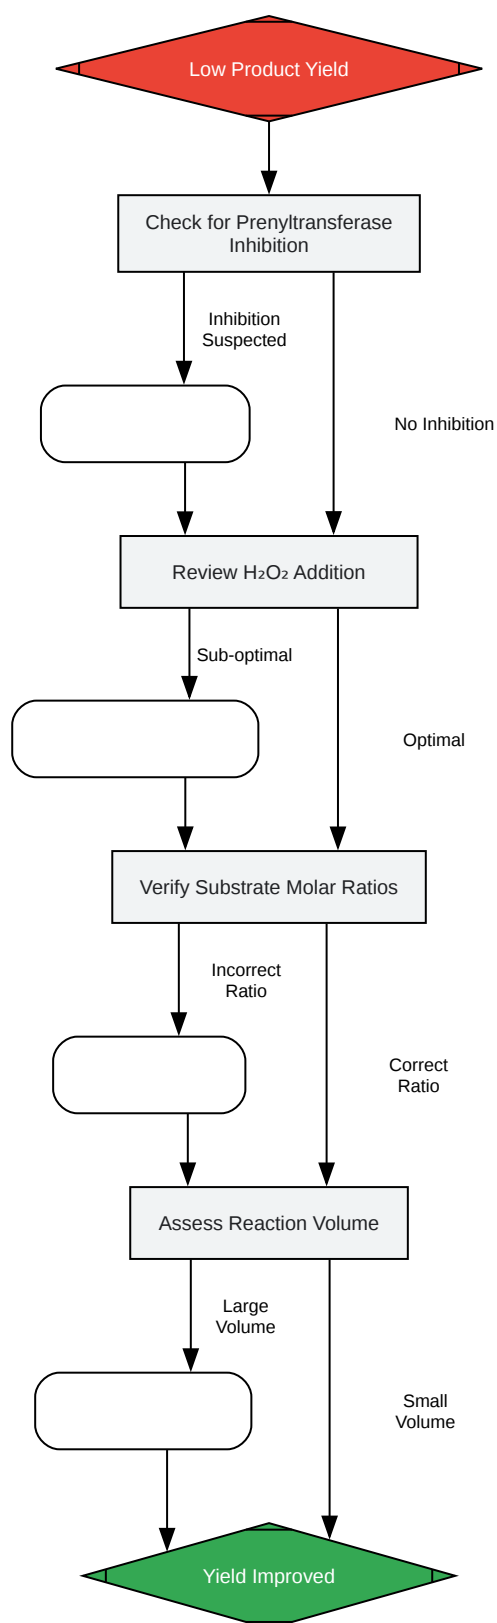 Low Product Yield
Check for Prenyltransferase
Inhibition
Inhibition
Suspected
No Inhibition
Review H₂O₂ Addition
Sub-optimal
Optimal
Verify Substrate Molar Ratios
Incorrect
Ratio
Correct
Ratio
Assess Reaction Volume
Large
Volume
Small
Volume
Yield Improved